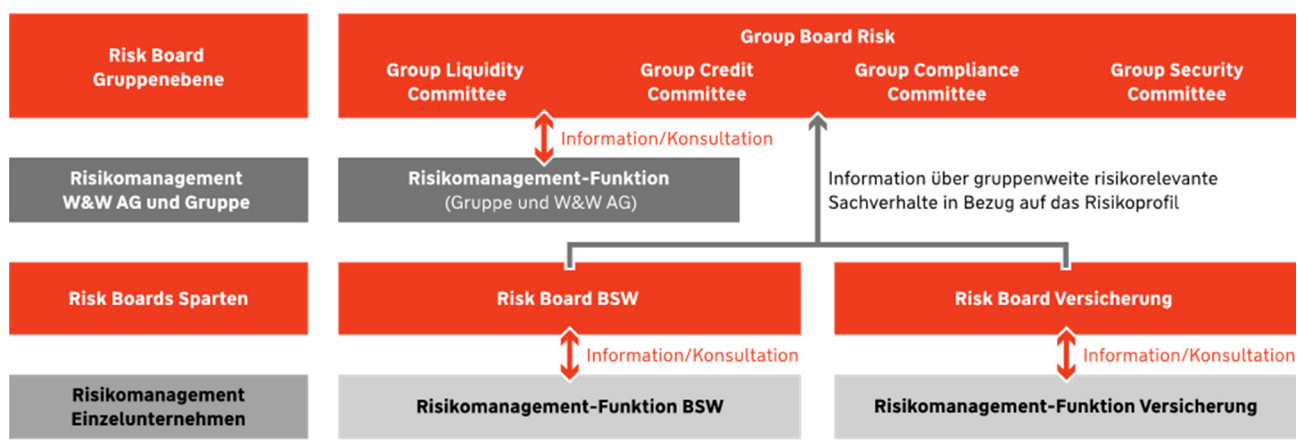 Risk Board
Gruppenebene
Group Board Risk
Group Liquidity
Committee
Group Credit
Committee
Group Compliance
Committee
Group Security
Committee
Information/Konsultation
Risikomanagement
W&W AG und Gruppe
Risikomanagement-Funktion
(Gruppe und W&W AG)
Information über gruppenweite risikorelevante
Sachverhalte in Bezug auf das Risikoprofil
Risk Boards Sparten
Risk Board BSW
Risk Board Versicherung
Information/Konsultation
Information/Konsultation
Risikomanagement
Einzelunternehmen
Risikomanagement-Funktion BSW
Risikomanagement-Funktion Versicherung